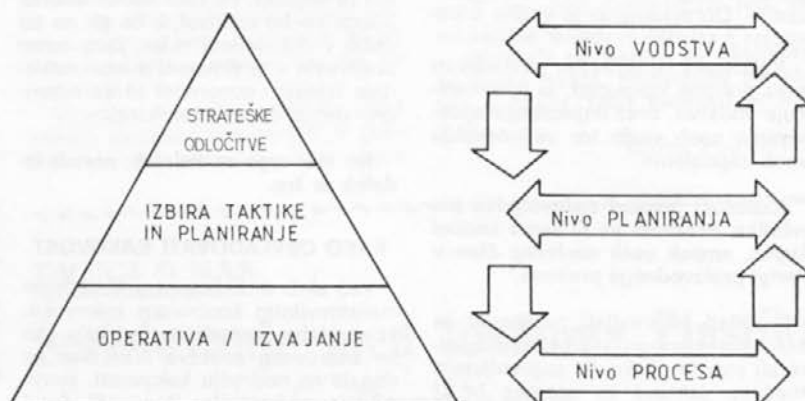 STRATEŠKE
ODLOČITVE
IZBIRA TAKTIKE
IN PLANIRANJE
OPERATIVA / IZVAJANJE
Nivo VODSTVA
Nivo PLANIRANJA
Nivo PROCESA